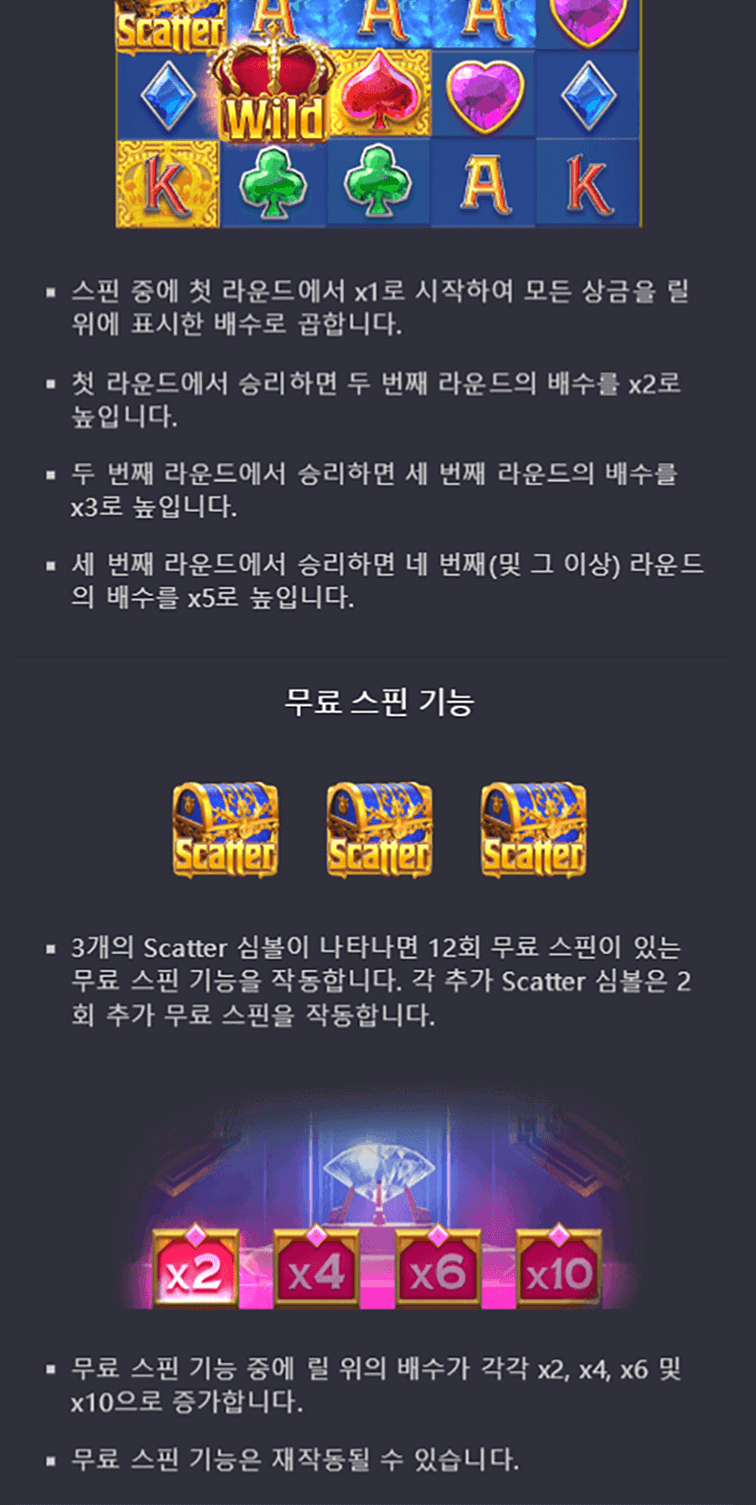 Scatter A A A
Wild
K A K
▪ 스핀 중에 첫 라운드에서 x1로 시작하여 모든 상금을 릴
위에 표시한 배수로 곱합니다.
▪ 첫 라운드에서 승리하면 두 번째 라운드의 배수를 x2로
높입니다.
▪ 두 번째 라운드에서 승리하면 세 번째 라운드의 배수를
x3로 높입니다.
▪ 세 번째 라운드에서 승리하면 네 번째(및 그 이상) 라운드
의 배수를 x5로 높입니다.
무료 스핀 기능
Scatter Scatter Scatter
▪ 3개의 Scatter 심볼이 나타나면 12회 무료 스핀이 있는
무료 스핀 기능을 작동합니다. 각 추가 Scatter 심볼은 2
회 추가 무료 스핀을 작동합니다.
x2 x4 x6 x10
▪ 무료 스핀 기능 중에 릴 위의 배수가 각각 x2, x4, x6 및
x10으로 증가합니다.
▪ 무료 스핀 기능은 재작동될 수 있습니다.